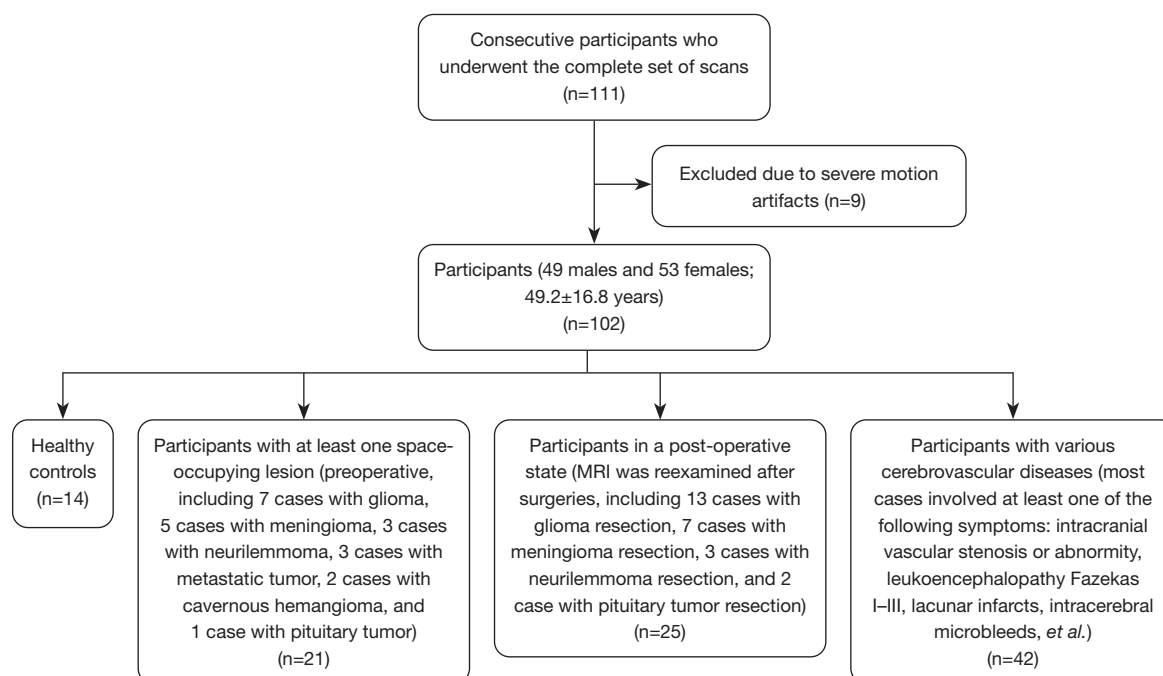 Consecutive participants who
underwent the complete set of scans
(n=111)
Excluded due to severe motion
artifacts (n=9)
Participants (49 males and 53 females;
49.2±16.8 years)
(n=102)
Healthy
controls
(n=14)
Participants with at least one space-
occupying lesion (preoperative,
including 7 cases with glioma,
5 cases with meningioma, 3 cases
with neurilemmoma, 3 cases with
metastatic tumor, 2 cases with
cavernous hemangioma, and
1 case with pituitary tumor)
(n=21)
Participants in a post-operative
state (MRI was reexamined after
surgeries, including 13 cases with
glioma resection, 7 cases with
meningioma resection, 3 cases with
neurilemmoma resection, and 2
case with pituitary tumor resection)
(n=25)
Participants with various
cerebrovascular diseases (most
cases involved at least one of the
following symptoms: intracranial
vascular stenosis or abnormity,
leukoencephalopathy Fazekas
I–III, lacunar infarcts, intracerebral
microbleeds, et al.)
(n=42)